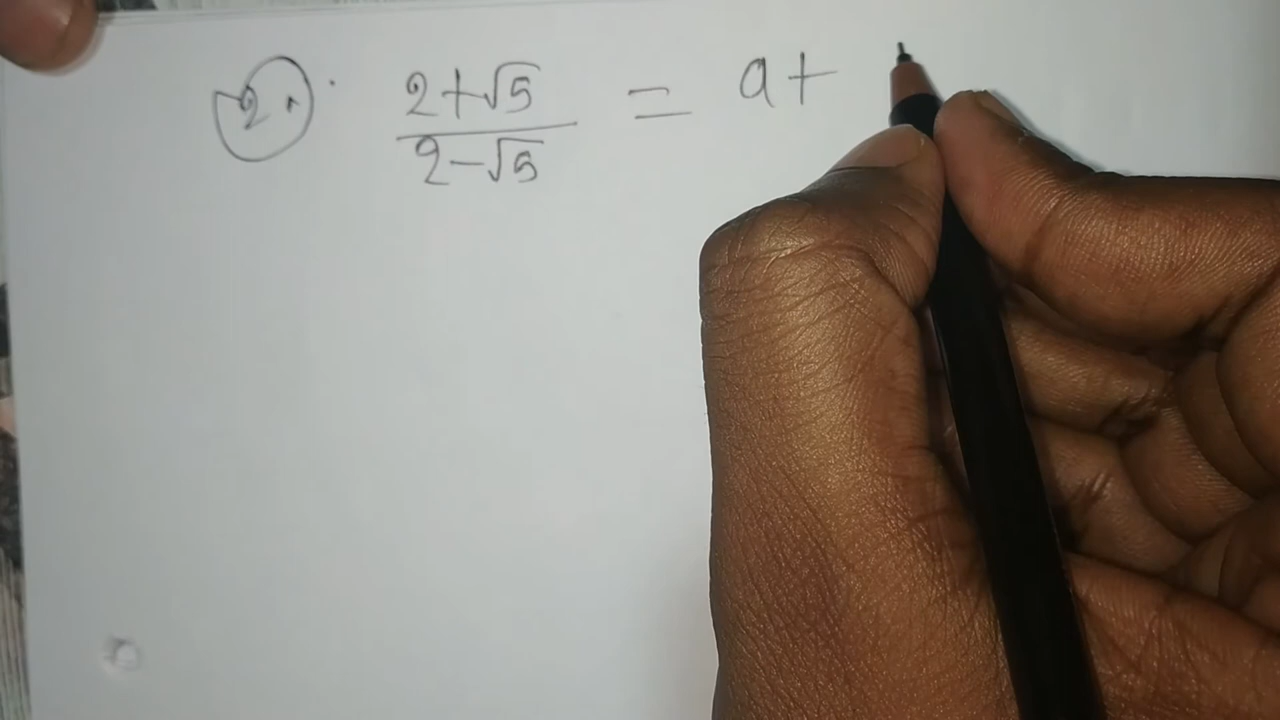 2. 2+√5 / 2-√5 = a+